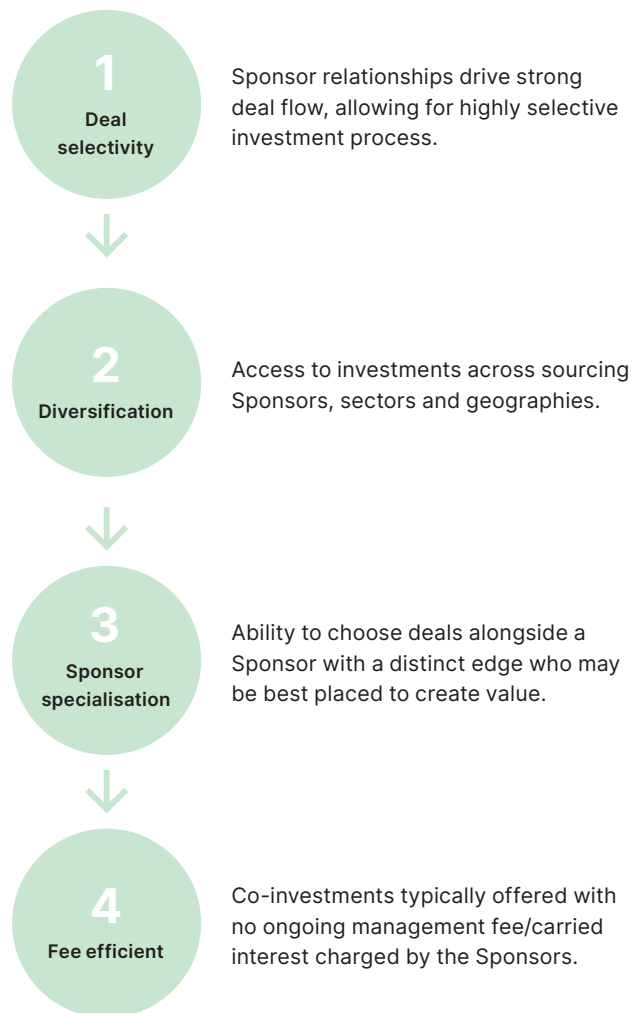 1
Deal
selectivity
Sponsor relationships drive strong
deal flow, allowing for highly selective
investment process.
2
Diversification
Access to investments across sourcing
Sponsors, sectors and geographies.
3
Sponsor
specialisation
Ability to choose deals alongside a
Sponsor with a distinct edge who may
be best placed to create value.
4
Fee efficient
Co-investments typically offered with
no ongoing management fee/carried
interest charged by the Sponsors.